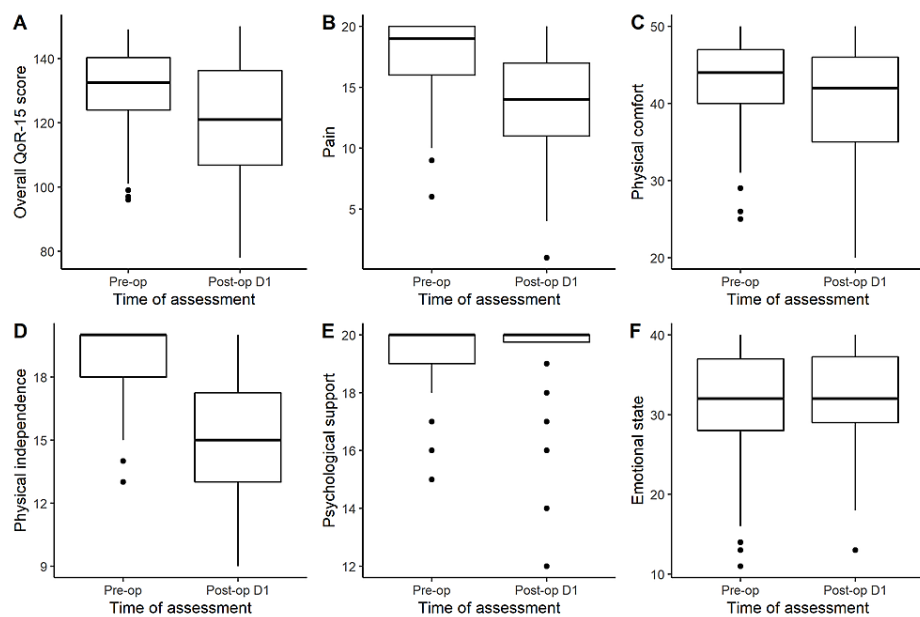 A
Overall QoR-15 score
140
120
100
80
Pre-op
Post-op D1
Time of assessment
B
Pain
20
15
10
5
Pre-op
Post-op D1
Time of assessment
C
Physical comfort
50
40
30
20
Pre-op
Post-op D1
Time of assessment
D
Physical independence
18
15
12
9
Pre-op
Post-op D1
Time of assessment
E
Psychological support
20
18
16
14
12
Pre-op
Post-op D1
Time of assessment
F
Emotional state
40
30
20
10
Pre-op
Post-op D1
Time of assessment